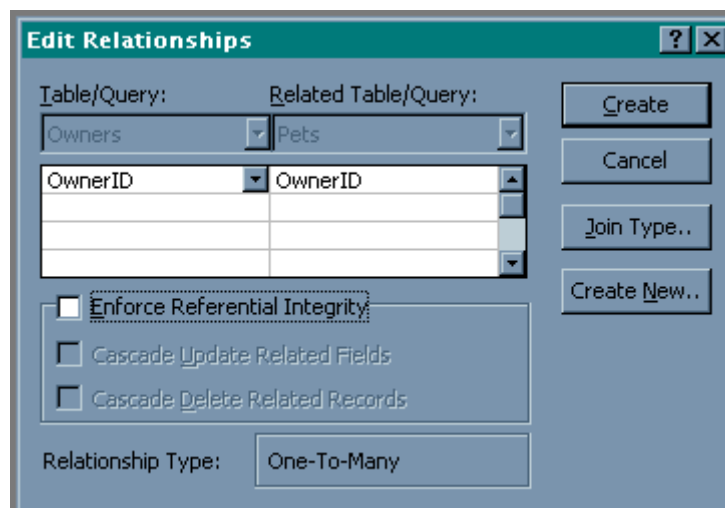 Edit Relationships
Table/Query: Related Table/Query:
Owners Pets
OwnerID OwnerID
Create
Cancel
Join Type..
Create New..
Enforce Referential Integrity
Cascade Update Related Fields
Cascade Delete Related Records
Relationship Type: One-To-Many